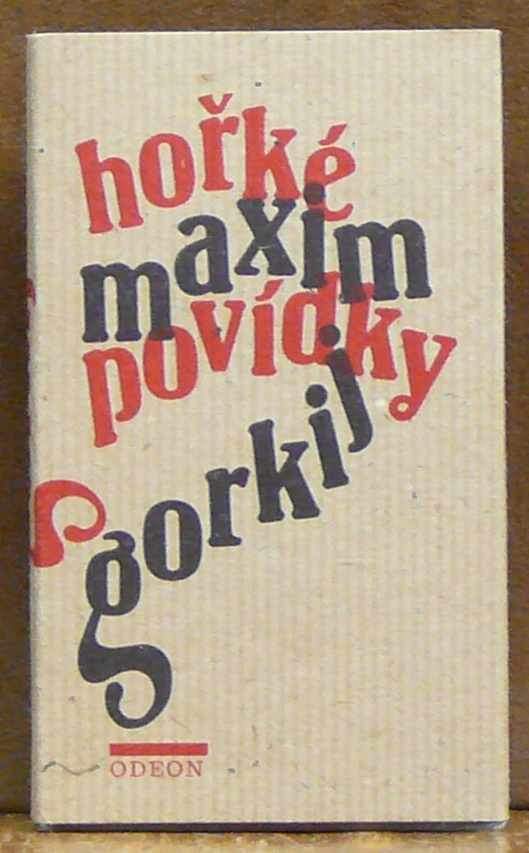 hořké
maxim
povídky
gorkij
ODEON